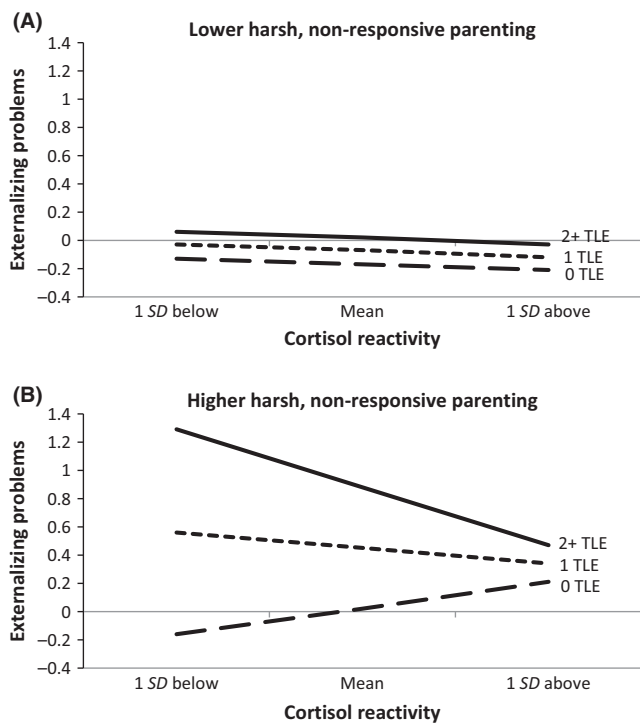 (A)
Lower harsh, non-responsive parenting
Externalizing problems
1.4
1.2
1
0.8
0.6
0.4
0.2
0
–0.2
–0.4
2+ TLE
1 TLE
0 TLE
1 SD below
Mean
1 SD above
Cortisol reactivity
(B)
Higher harsh, non-responsive parenting
Externalizing problems
1.4
1.2
1
0.8
0.6
0.4
0.2
0
–0.2
–0.4
2+ TLE
1 TLE
0 TLE
1 SD below
Mean
1 SD above
Cortisol reactivity